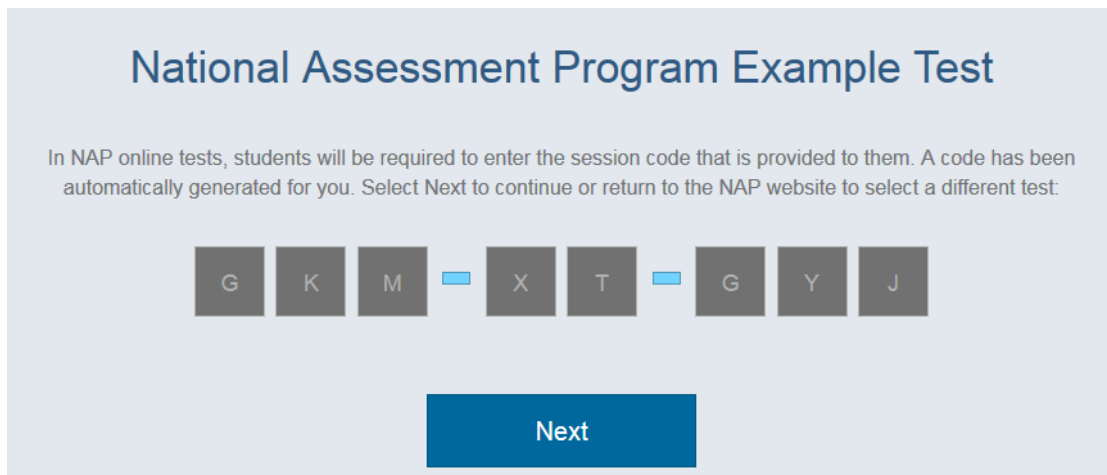 National Assessment Program Example Test
In NAP online tests, students will be required to enter the session code that is provided to them. A code has been
automatically generated for you. Select Next to continue or return to the NAP website to select a different test:
G K M - X T - G Y J
Next